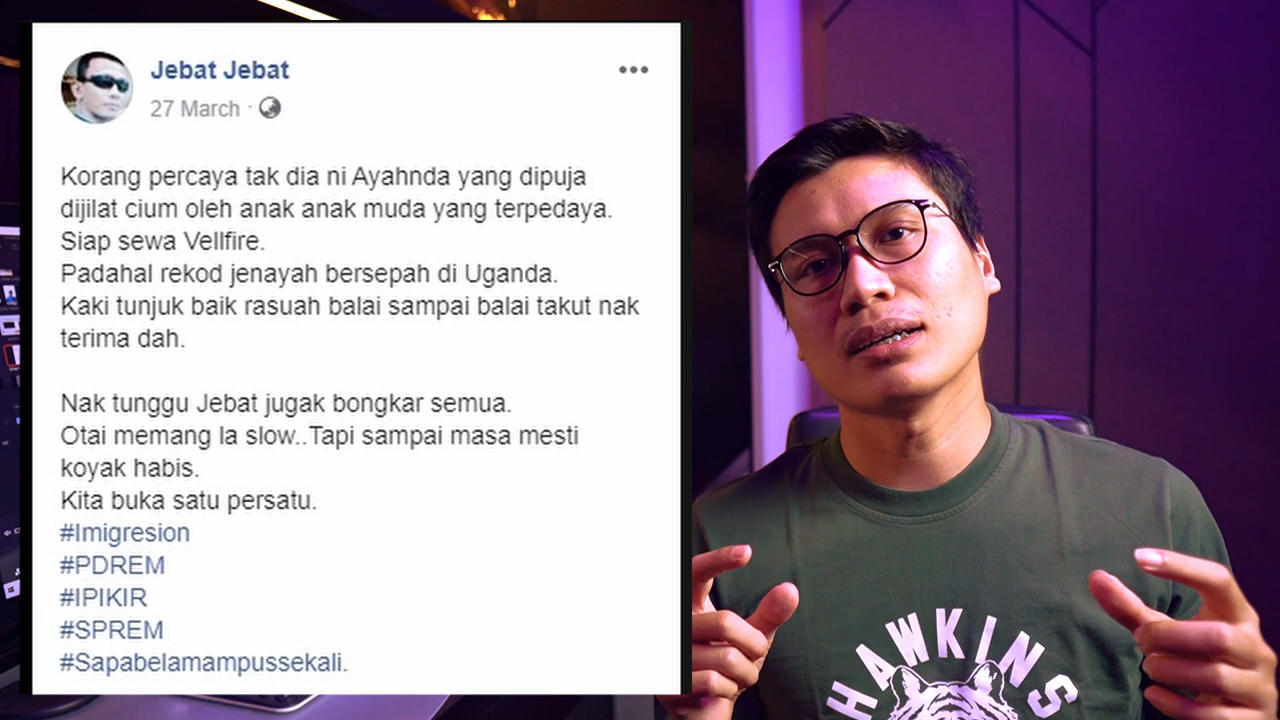 Jebat Jebat
27 March ·
Korang percaya tak dia ni Ayahnda yang dipuja
dijilat cium oleh anak anak muda yang terpedaya.
Siap sewa Vellfire.
Padahal rekod jenayah bersepah di Uganda.
Kaki tunjuk baik rasuah balai sampai balai takut nak
terima dah.
Nak tunggu Jebat jugak bongkar semua.
Otai memang la slow..Tapi sampai masa mesti
koyak habis.
Kita buka satu persatu.
#Imigresion
#PDREM
#IPIKIR
#SPREM
#Sapabelamampussekali.
HAWKINS